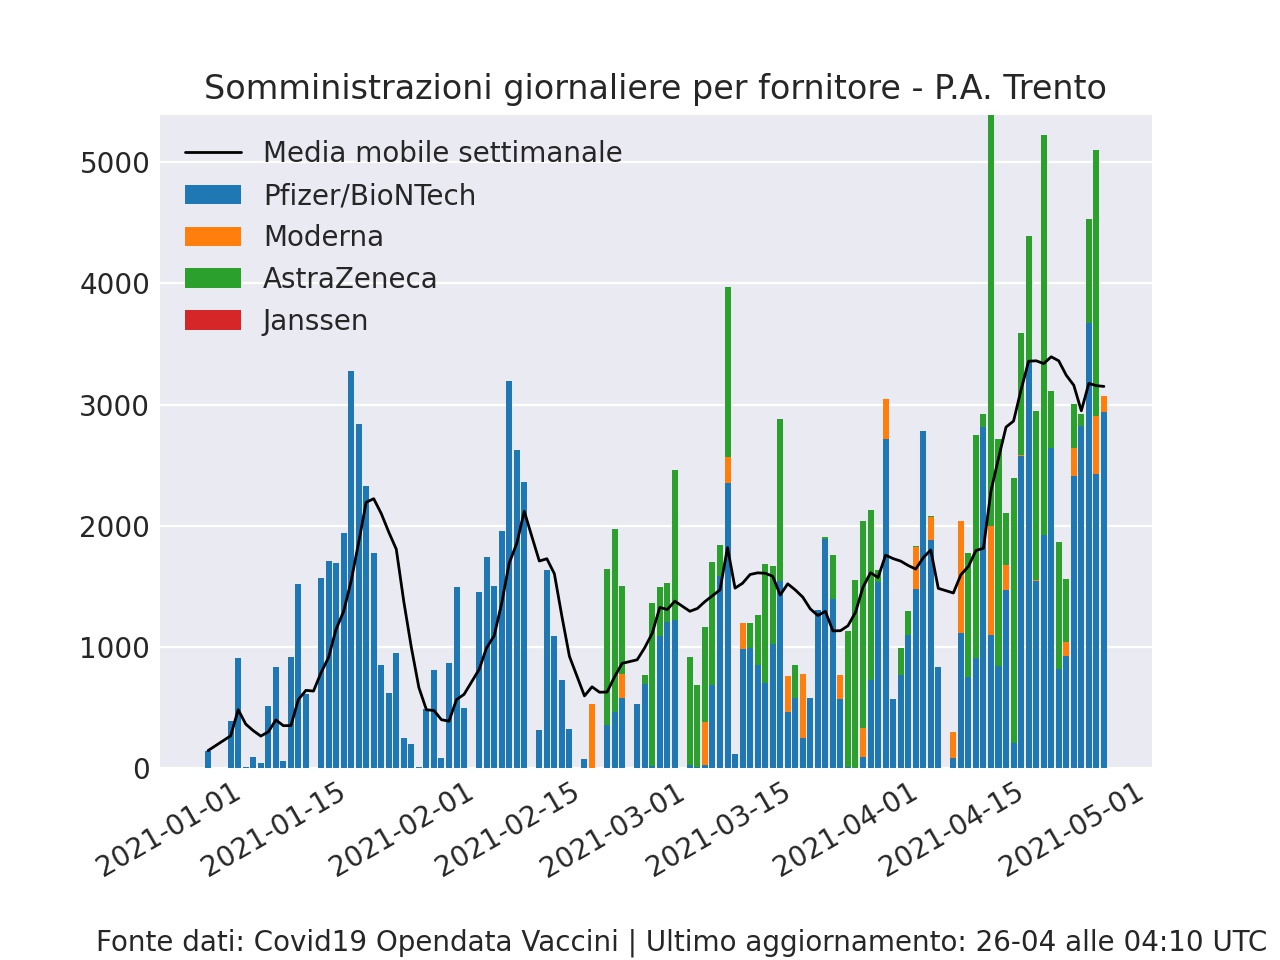 Somministrazioni giornaliere per fornitore - P.A. Trento
Media mobile settimanale
Pfizer/BioNTech
Moderna
AstraZeneca
Janssen
5000
4000
3000
2000
1000
0
2021-01-01
2021-01-15
2021-02-01
2021-02-15
2021-03-01
2021-03-15
2021-04-01
2021-04-15
2021-05-01
Fonte dati: Covid19 Opendata Vaccini | Ultimo aggiornamento: 26-04 alle 04:10 UTC